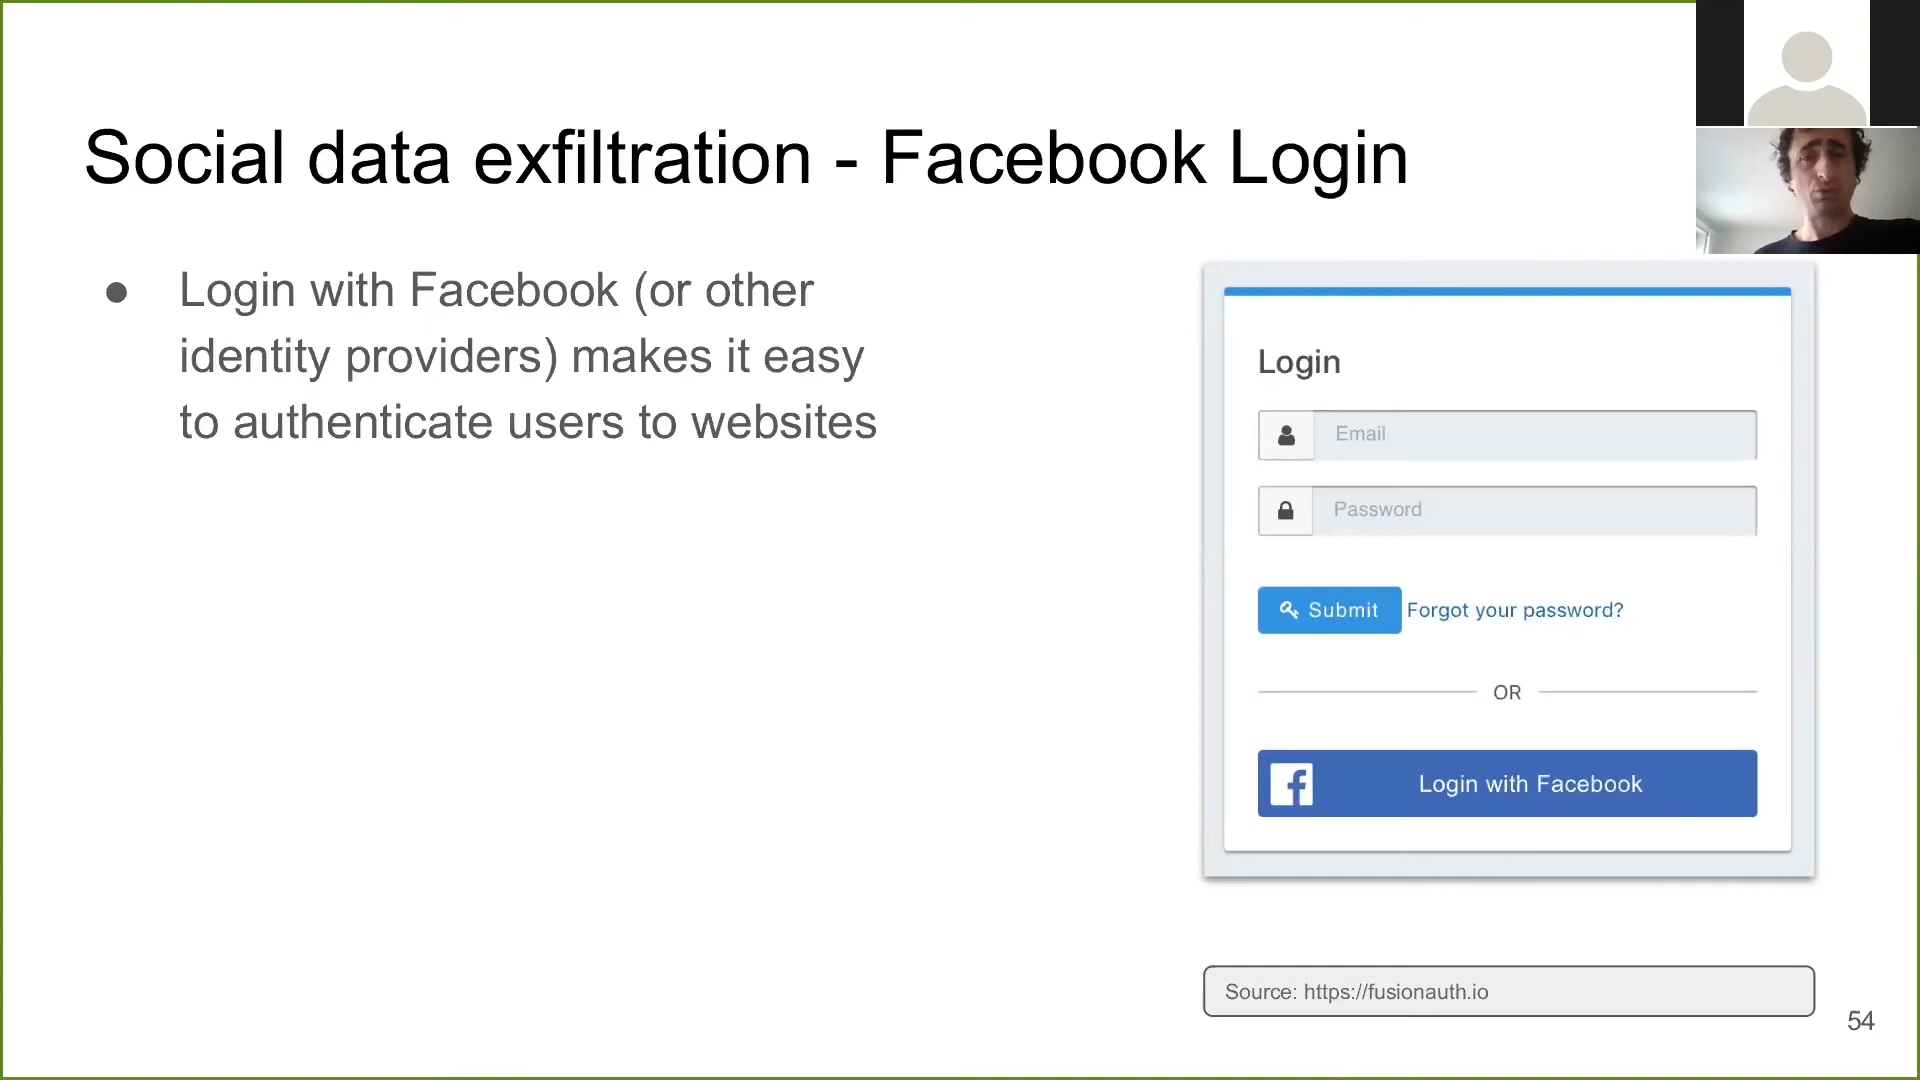 Social data exfiltration - Facebook Login
● Login with Facebook (or other
identity providers) makes it easy
to authenticate users to websites
Login
Email
Password
Submit Forgot your password?
OR
Login with Facebook
Source: https://fusionauth.io
54